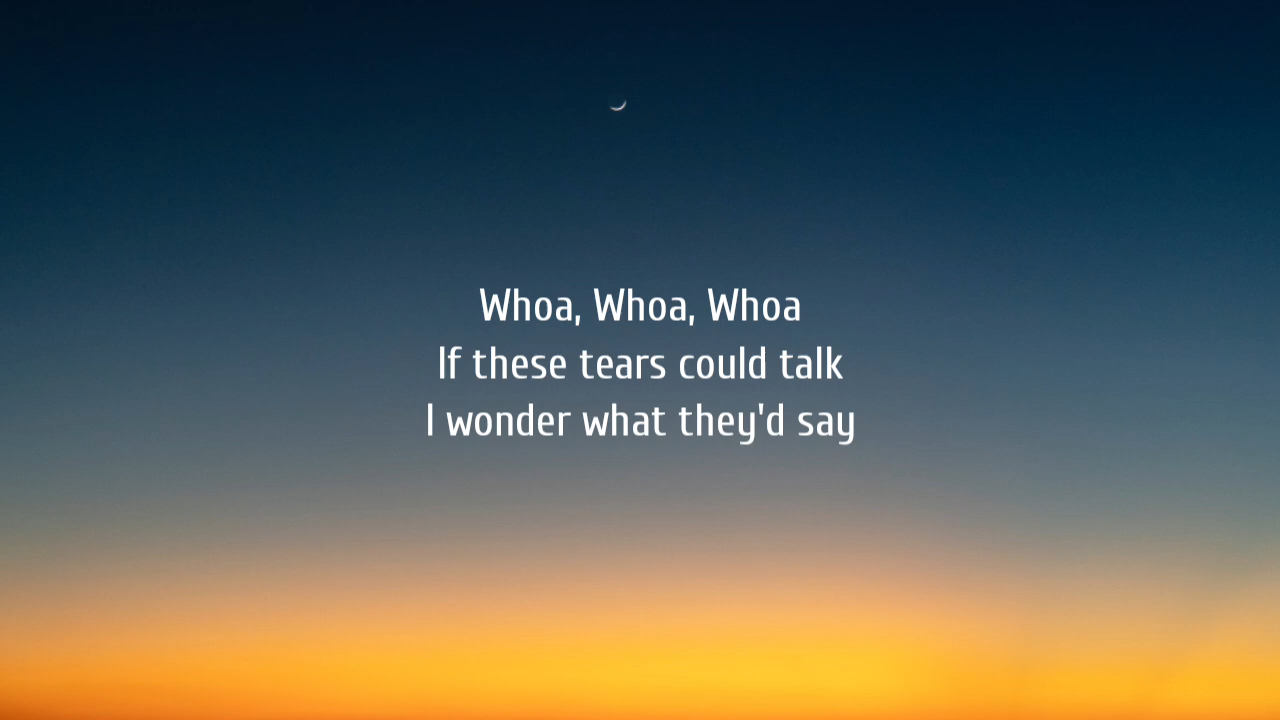 Whoa, Whoa, Whoa
If these tears could talk
I wonder what they'd say